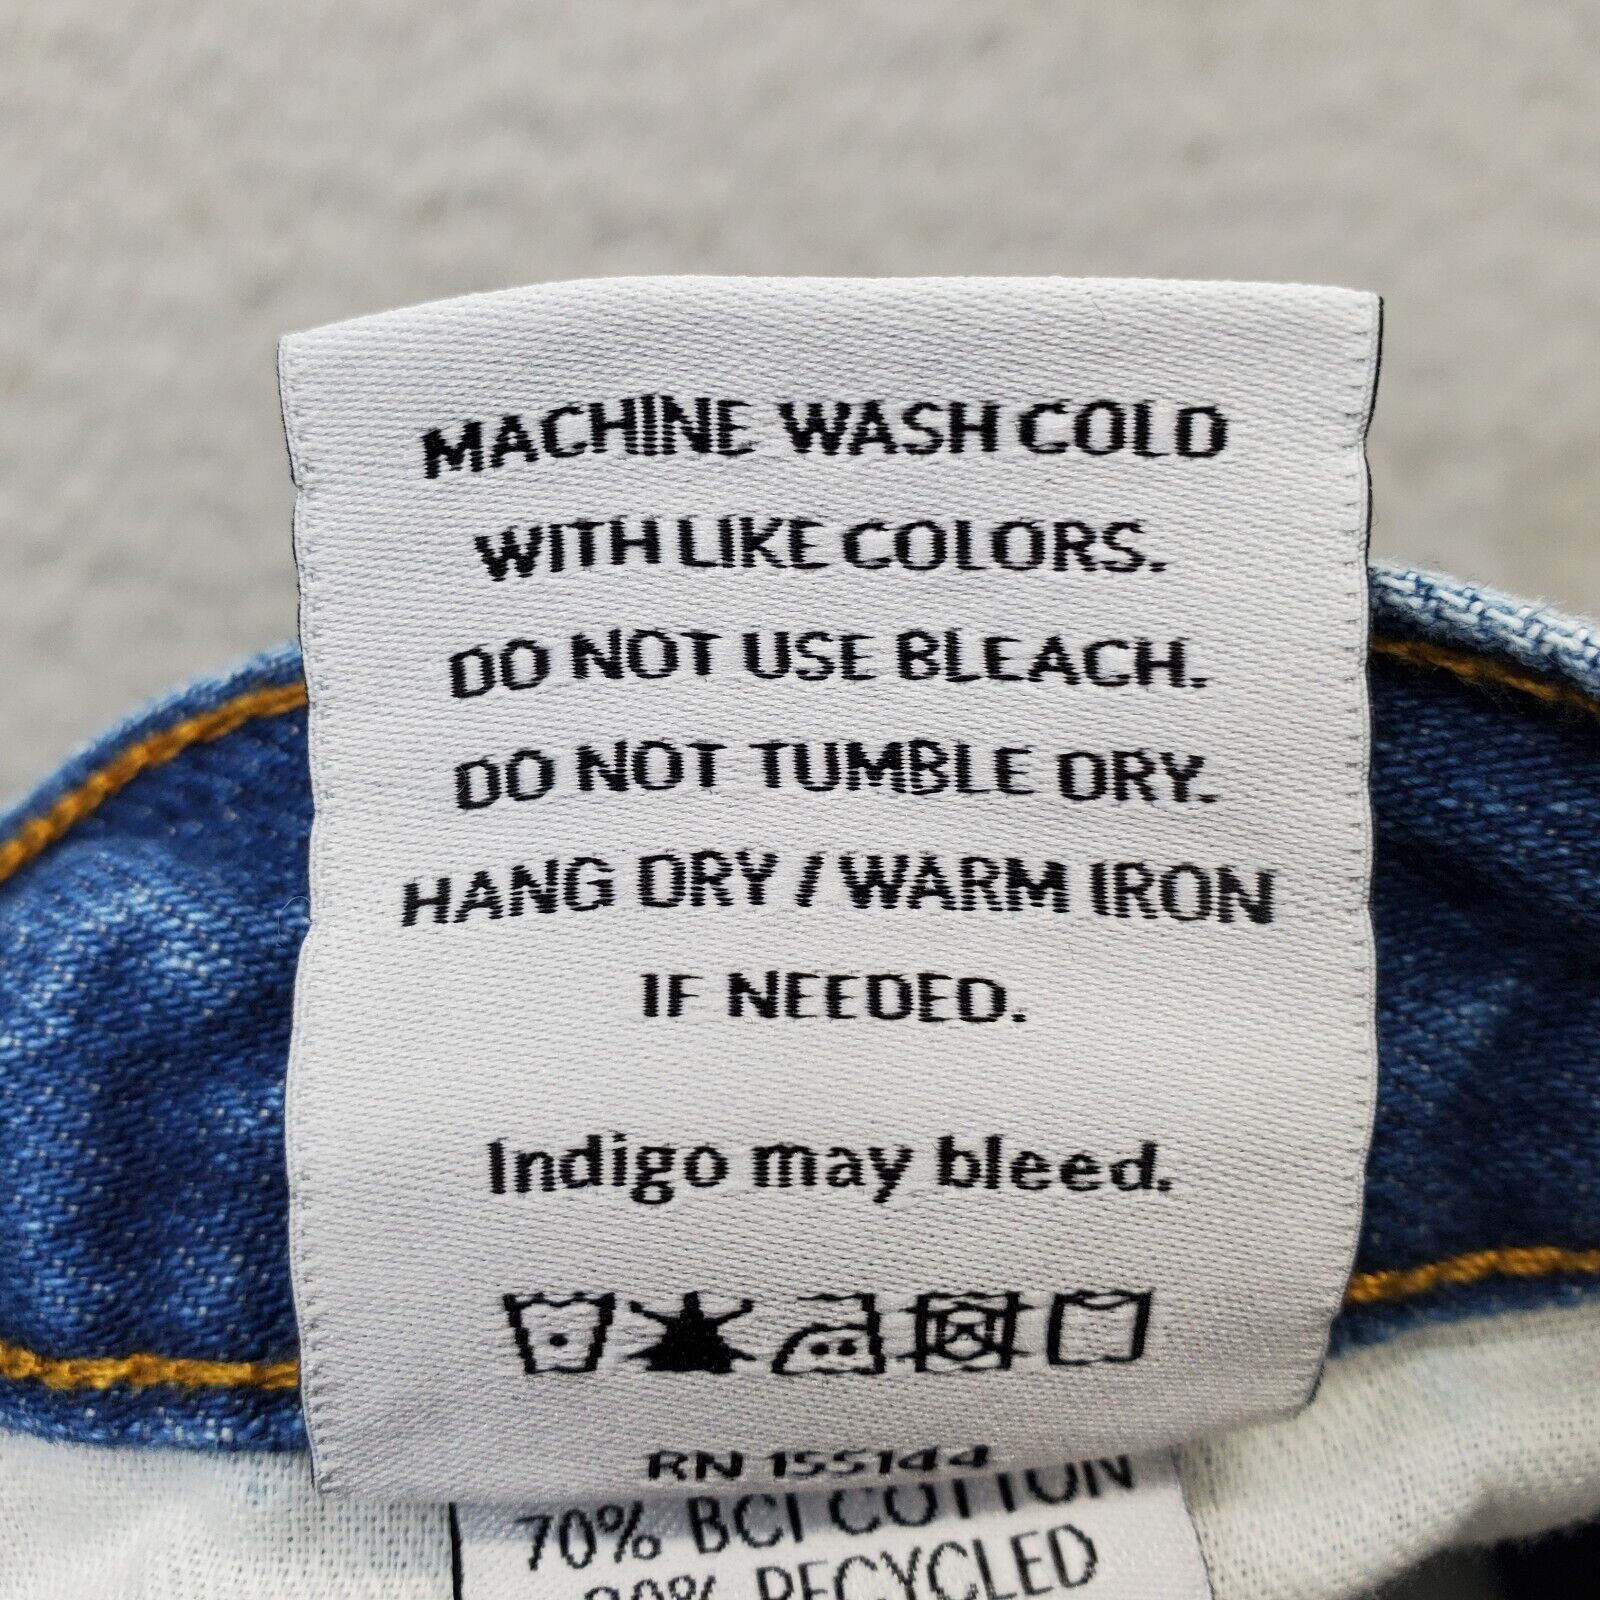 MACHINE WASH COLD
WITH LIKE COLORS.
DO NOT USE BLEACH.
DO NOT TUMBLE DRY.
HANG DRY / WARM IRON
IF NEEDED.
Indigo may bleed.
RN 155144
70% BCI COTTON
RECYCLED